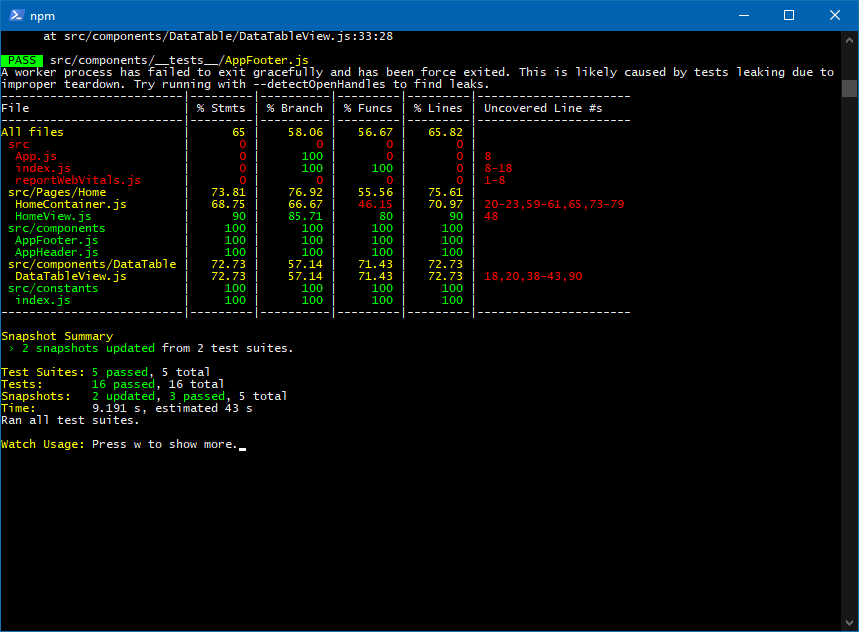 npm
at src/components/DataTable/DataTableView.js:33:28
PASS src/components/__tests__/AppFooter.js
A worker process has failed to exit gracefully and has been force exited. This is likely caused by tests leaking due to
improper teardown. Try running with --detectOpenHandles to find leaks.
--------------------------|---------|----------|---------|---------|----------------------
File                      | % Stmts | % Branch | % Funcs | % Lines | Uncovered Line #s
--------------------------|---------|----------|---------|---------|----------------------
All files                 |      65 |    58.06 |   56.67 |   65.82 |
 src                      |       0 |        0 |       0 |       0 |
  App.js                  |       0 |      100 |       0 |       0 | 8
  index.js                |       0 |      100 |     100 |       0 | 8-18
  reportWebVitals.js      |       0 |        0 |       0 |       0 | 1-8
 src/Pages/Home           |   73.81 |    76.92 |   55.56 |   75.61 |
  HomeContainer.js        |   68.75 |    66.67 |   46.15 |   70.97 | 20-23,59-61,65,73-79
  HomeView.js             |      90 |    85.71 |      80 |      90 | 48
 src/components           |     100 |      100 |     100 |     100 |
  AppFooter.js            |     100 |      100 |     100 |     100 |
  AppHeader.js            |     100 |      100 |     100 |     100 |
 src/components/DataTable |   72.73 |    57.14 |   71.43 |   72.73 |
  DataTableView.js        |   72.73 |    57.14 |   71.43 |   72.73 | 18,20,38-43,90
 src/constants            |     100 |      100 |     100 |     100 |
  index.js                |     100 |      100 |     100 |     100 |
--------------------------|---------|----------|---------|---------|----------------------
Snapshot Summary
 › 2 snapshots updated from 2 test suites.
Test Suites: 5 passed, 5 total
Tests:       16 passed, 16 total
Snapshots:   2 updated, 3 passed, 5 total
Time:        9.191 s, estimated 43 s
Ran all test suites.
Watch Usage: Press w to show more.